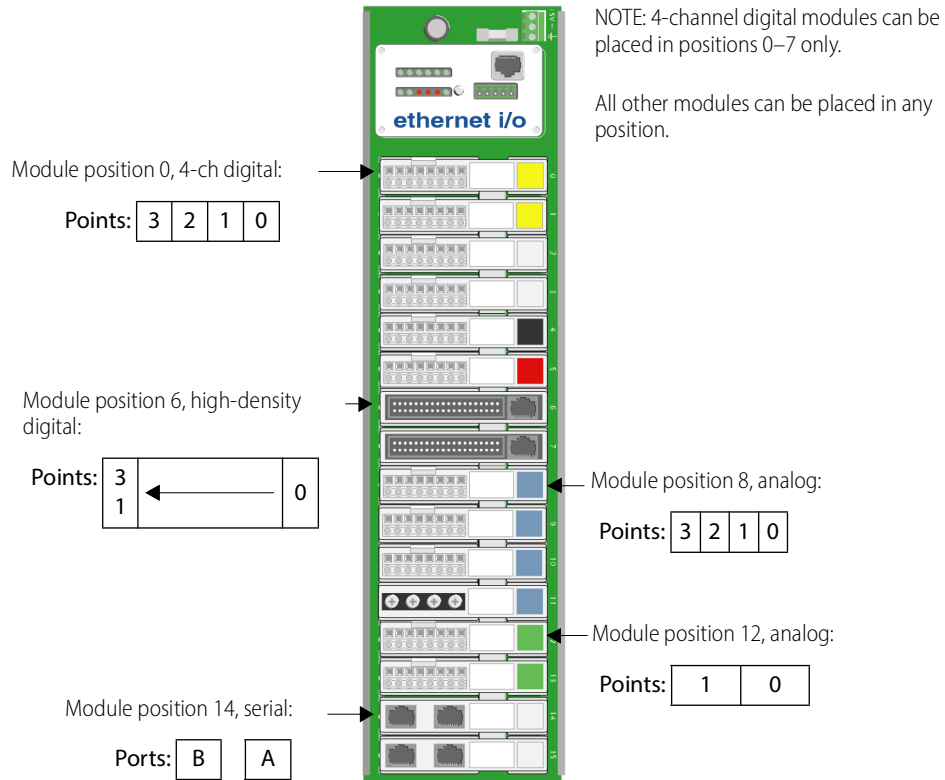 5V – ⏚
NOTE: 4-channel digital modules can be
placed in positions 0–7 only.
All other modules can be placed in any
position.
ethernet i/o
Module position 0, 4-ch digital:
Points: 3 2 1 0
0
1
2
3
4
5
Module position 6, high-density
digital:
Points: 3
1 0
6
7
8
Module position 8, analog:
Points: 3 2 1 0
9
10
11
Module position 12, analog:
Points: 1 0
13
Module position 14, serial:
Ports: B A
14
15